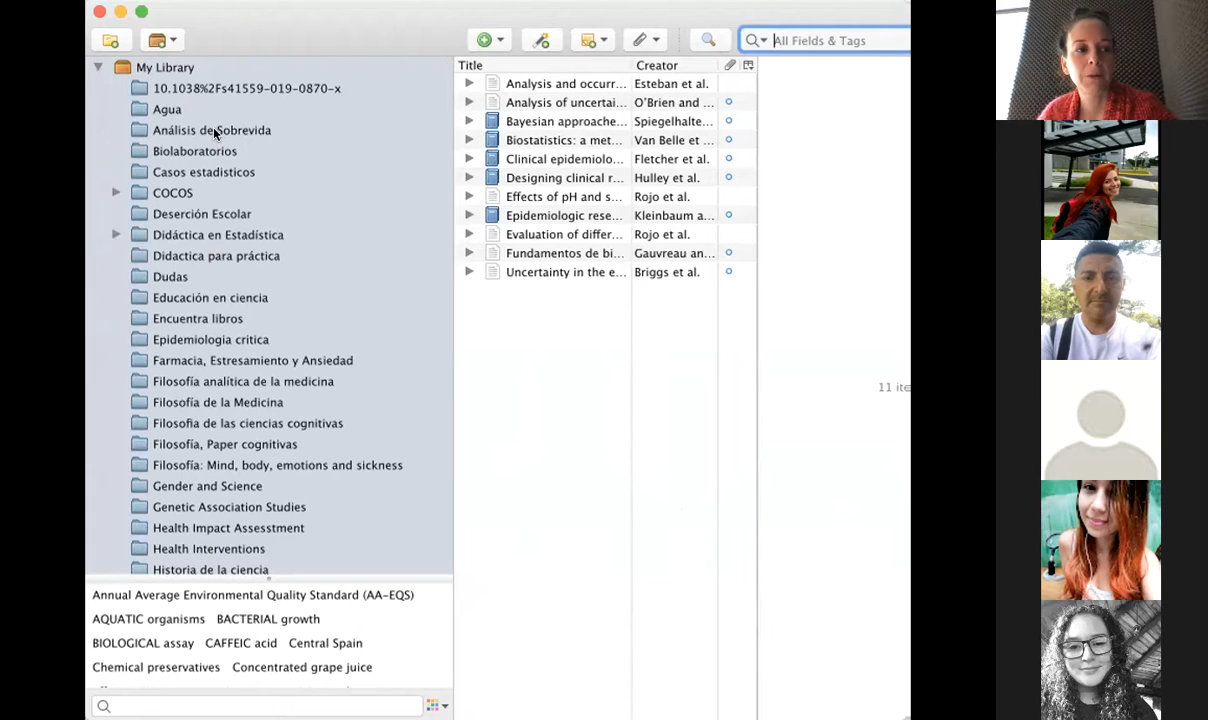 All Fields & Tags
My Library
10.1038%2Fs41559-019-0870-x
Agua
Análisis de Sobrevida
Biolaboratorios
Casos estadisticos
COCOS
Deserción Escolar
Didáctica en Estadística
Didactica para práctica
Dudas
Educación en ciencia
Encuentra libros
Epidemiologia critica
Farmacia, Estresamiento y Ansiedad
Filosofía analítica de la medicina
Filosofía de la Medicina
Filosofia de las ciencias cognitivas
Filosofía, Paper cognitivas
Filosofía: Mind, body, emotions and sickness
Gender and Science
Genetic Association Studies
Health Impact Assesstment
Health Interventions
Historia de la ciencia
Annual Average Environmental Quality Standard (AA-EQS)
AQUATIC organisms BACTERIAL growth
BIOLOGICAL assay CAFFEIC acid Central Spain
Chemical preservatives Concentrated grape juice
Title Creator
Analysis and occurr... Esteban et al.
Analysis of uncertai... O'Brien and ...
Bayesian approache... Spiegelhalte...
Biostatistics: a met... Van Belle et ...
Clinical epidemiolo... Fletcher et al.
Designing clinical r... Hulley et al.
Effects of pH and s... Rojo et al.
Epidemiologic rese... Kleinbaum a...
Evaluation of differ... Rojo et al.
Fundamentos de bi... Gauvreau an...
Uncertainty in the e... Briggs et al.
11 ite